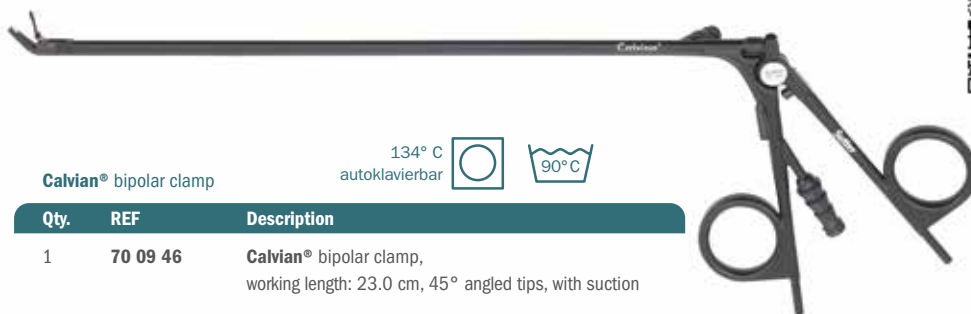 Calvian®
134° C
autoklavierbar
90°C
Calvian® bipolar clamp
Qty. REF Description
1 70 09 46 Calvian® bipolar clamp,
working length: 23.0 cm, 45° angled tips, with suction